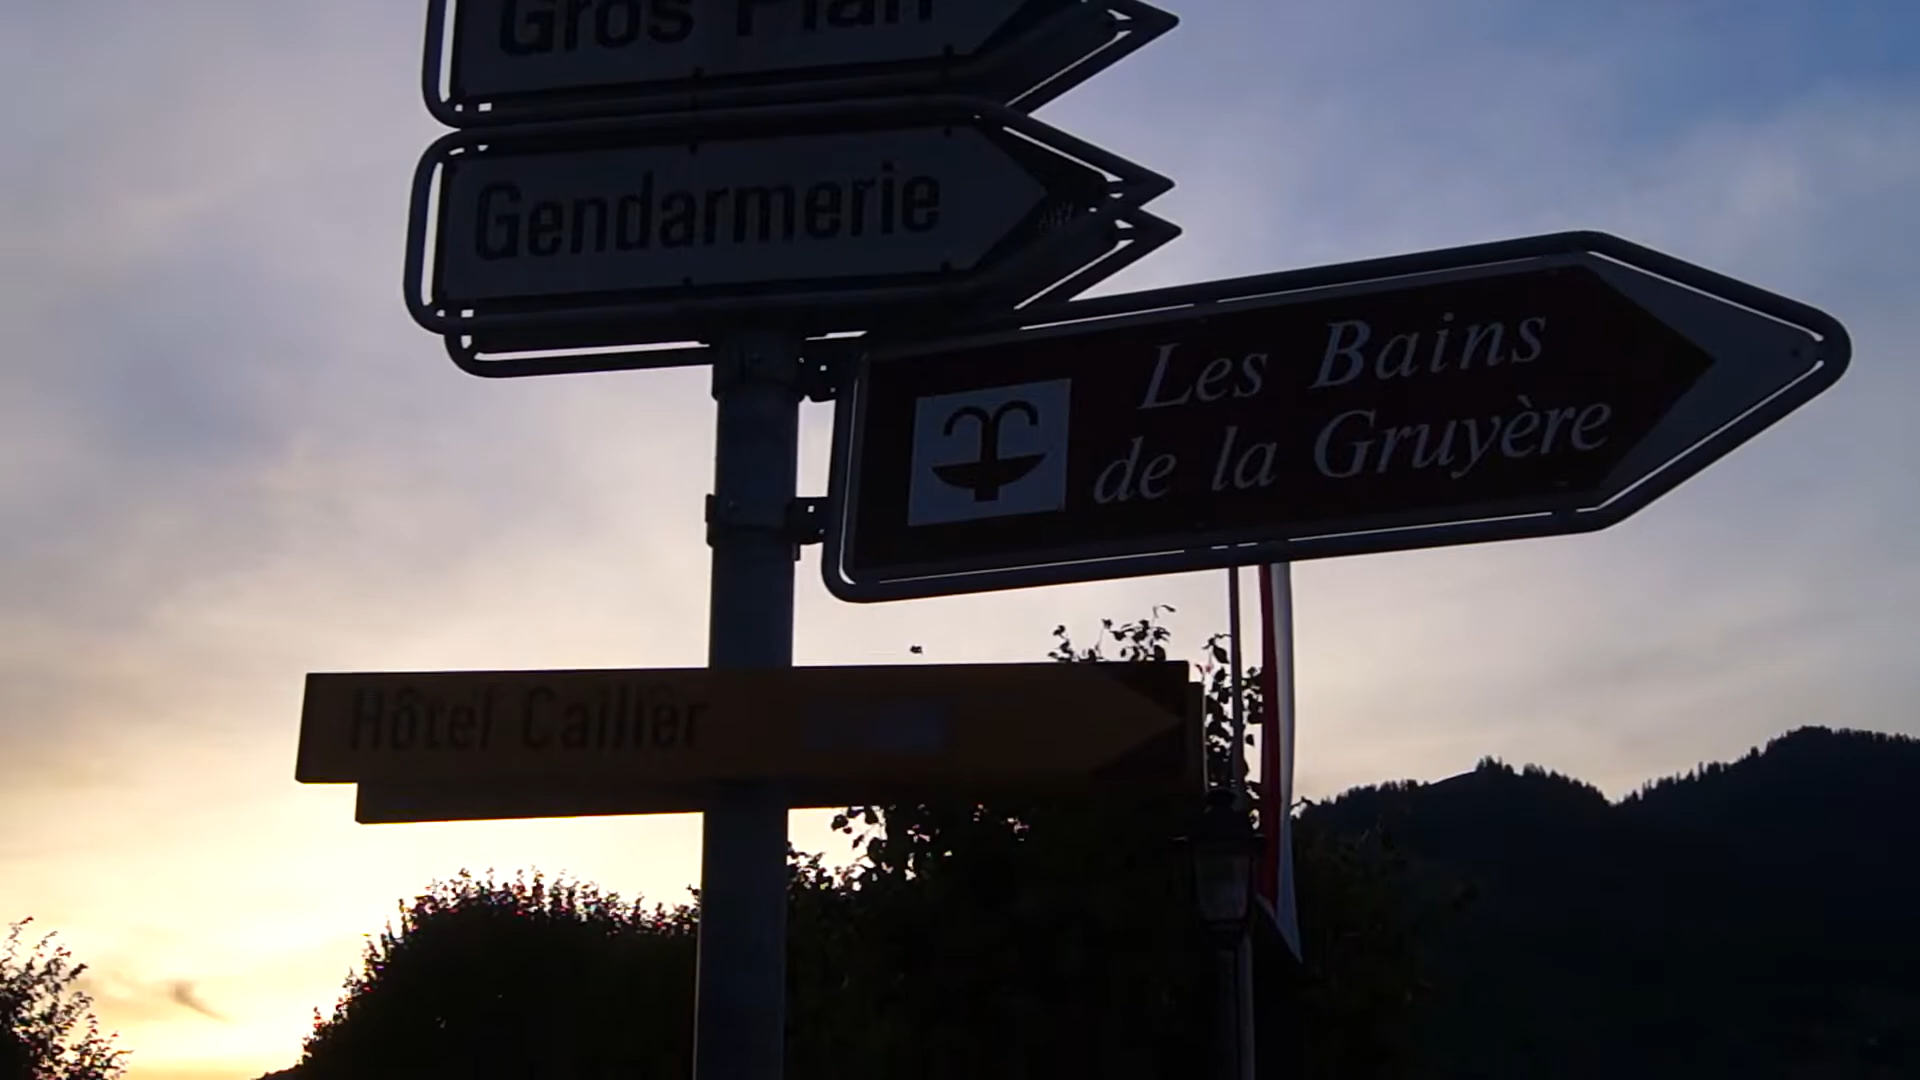 Gros Plan
Gendarmerie
Les Bains
de la Gruyère
Hôtel Cailler